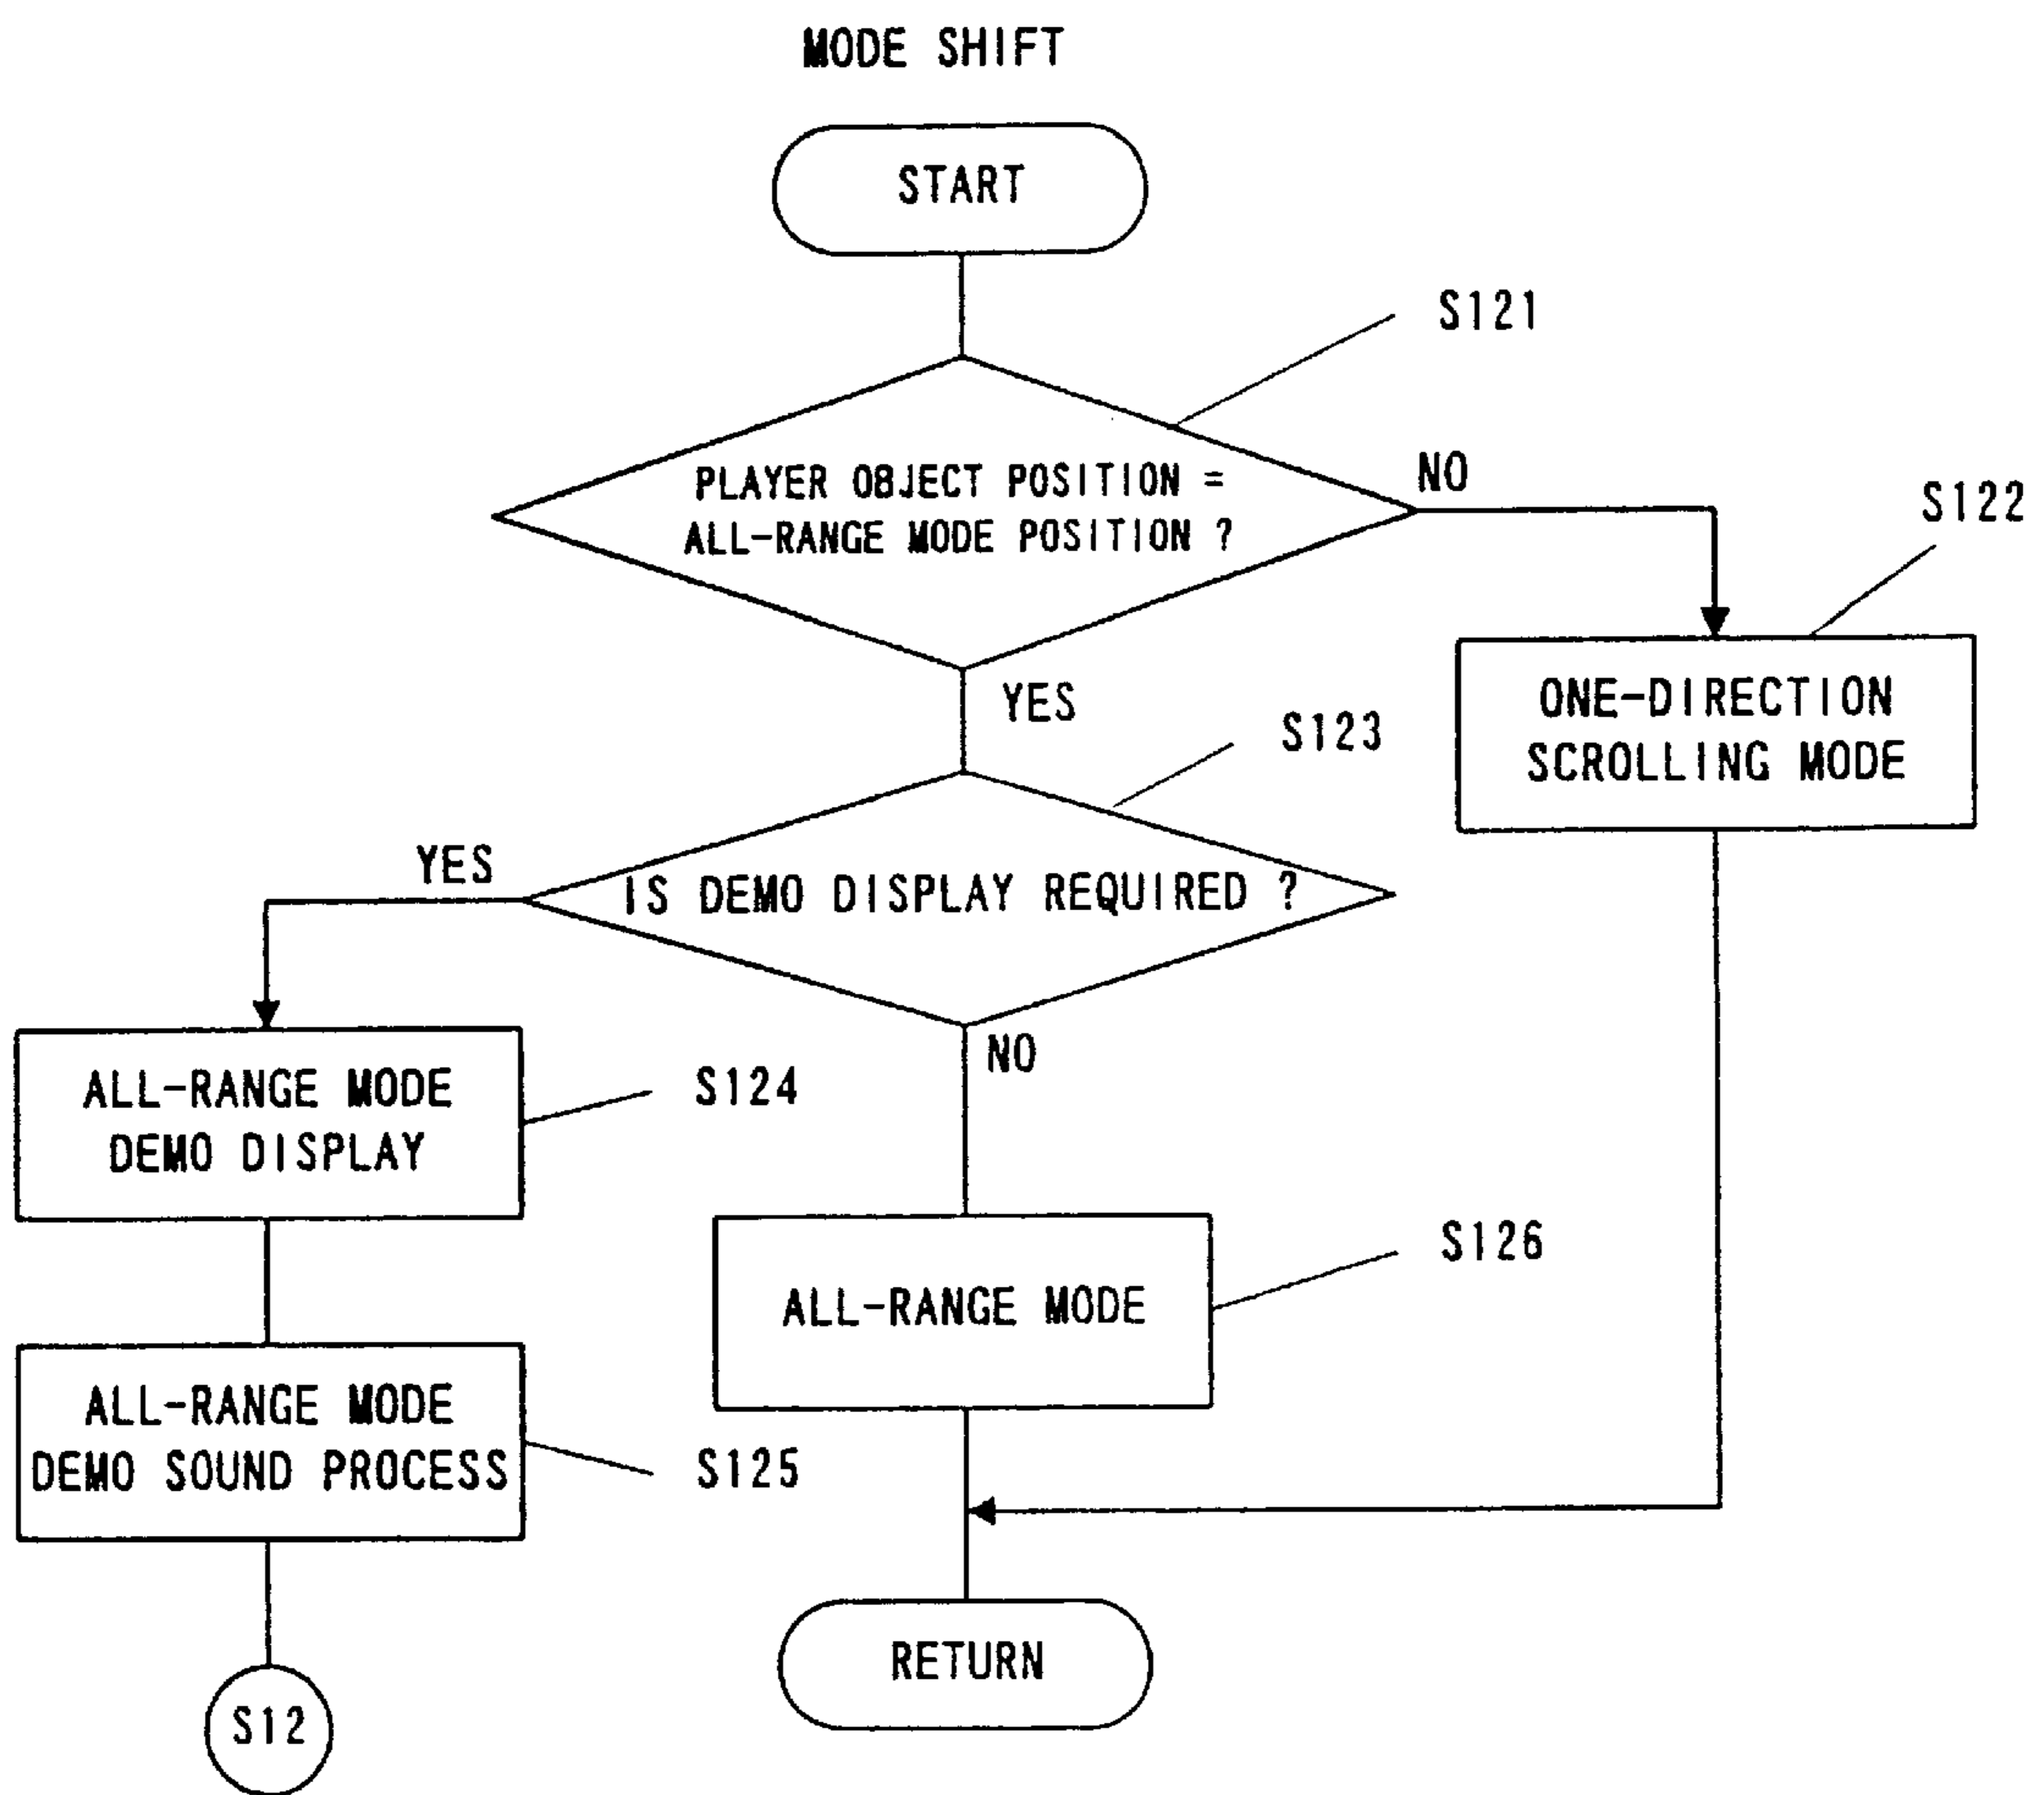 MODE SHIFT
START
S121
PLAYER OBJECT POSITION =
ALL-RANGE MODE POSITION ?
NO
S122
ONE-DIRECTION
SCROLLING MODE
YES
S123
YES
IS DEMO DISPLAY REQUIRED ?
NO
ALL-RANGE MODE
DEMO DISPLAY
S124
ALL-RANGE MODE
S126
ALL-RANGE MODE
DEMO SOUND PROCESS
S125
RETURN
S12